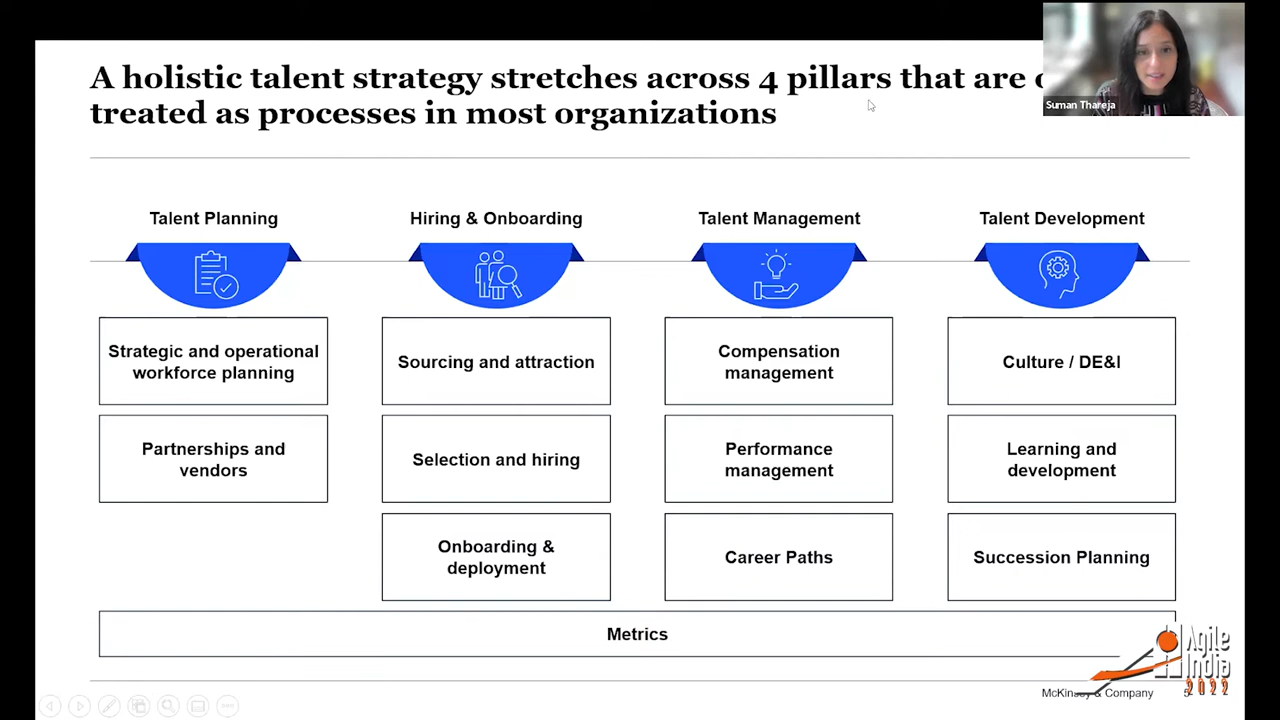 A holistic talent strategy stretches across 4 pillars that are
treated as processes in most organizations
Suman Thareja
Talent Planning
Hiring & Onboarding
Talent Management
Talent Development
Strategic and operational
workforce planning
Sourcing and attraction
Compensation
management
Culture / DE&I
Partnerships and
vendors
Selection and hiring
Performance
management
Learning and
development
Onboarding &
deployment
Career Paths
Succession Planning
Metrics
Agile
India
2022
McKinsey & Company
5